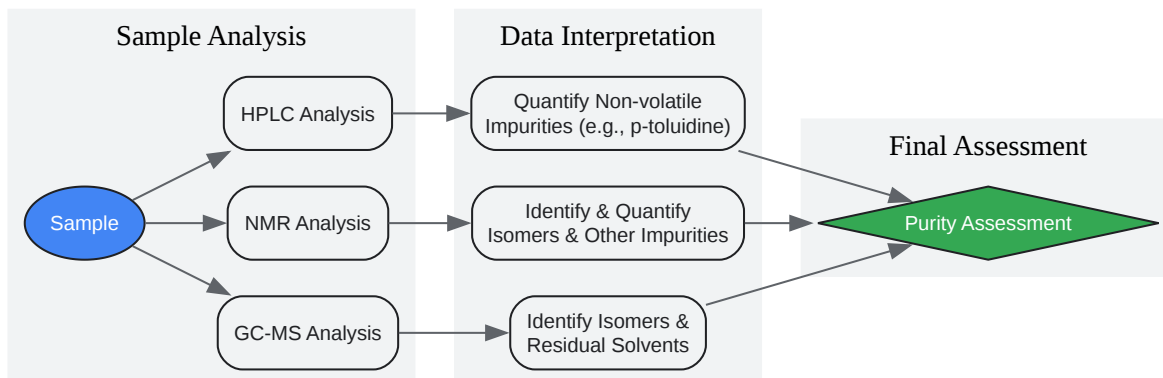 Sample Analysis
Data Interpretation
Final Assessment
Sample
HPLC Analysis
NMR Analysis
GC-MS Analysis
Quantify Non-volatile
Impurities (e.g., p-toluidine)
Identify & Quantify
Isomers & Other Impurities
Identify Isomers &
Residual Solvents
Purity Assessment